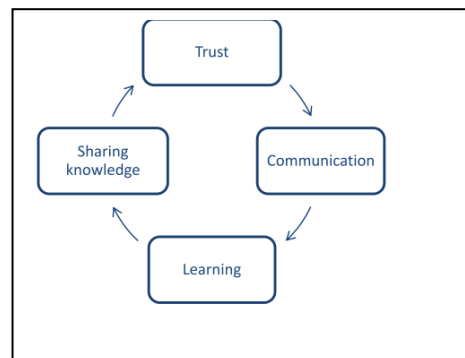 Trust
Communication
Learning
Sharing
knowledge